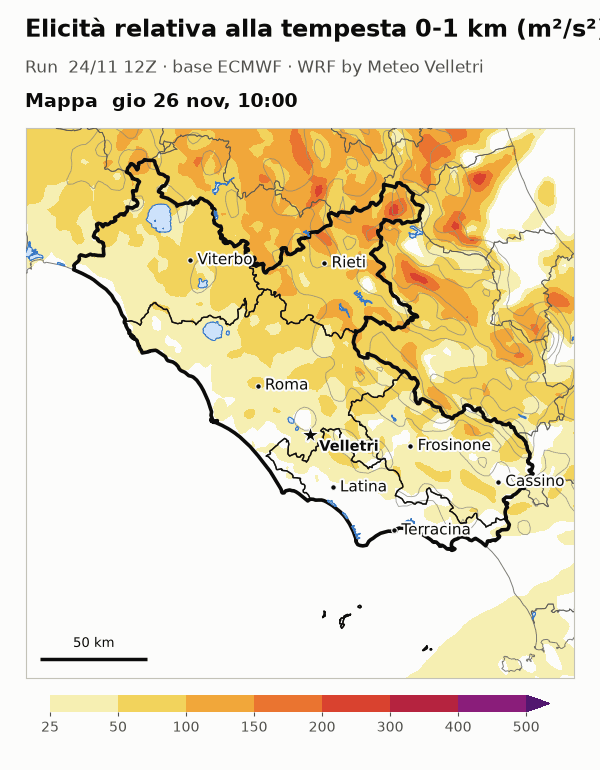 Elicità relativa alla tempesta 0-1 km (m²/s²)
Run 24/11 12Z · base ECMWF · WRF by Meteo Velletri
Mappa gio 26 nov, 10:00
Viterbo
Rieti
Roma
Velletri
Frosinone
Latina
Cassino
Terracina
50 km
25 50 100 150 200 300 400 500